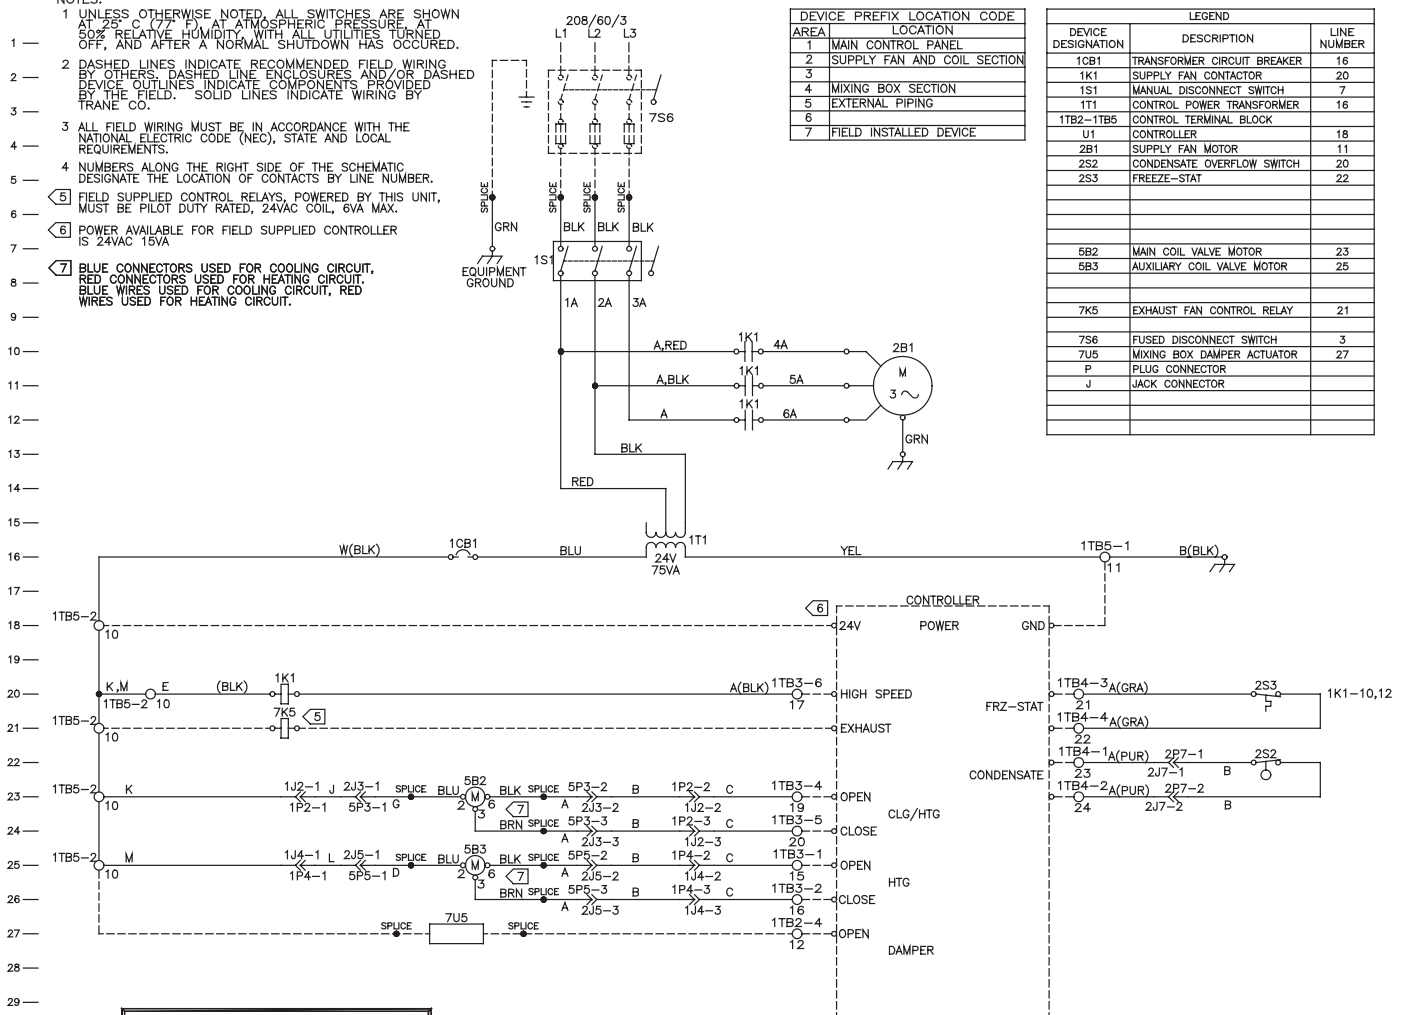 NOTES:
1 UNLESS OTHERWISE NOTED, ALL SWITCHES ARE SHOWN
AT 25° C (77° F), AT ATMOSPHERIC PRESSURE, AT
50% RELATIVE HUMIDITY, WITH ALL UTILITIES TURNED
OFF, AND AFTER A NORMAL SHUTDOWN HAS OCCURED.
2 DASHED LINES INDICATE RECOMMENDED FIELD WIRING
BY OTHERS. DASHED LINE ENCLOSURES AND/OR DASHED
DEVICE OUTLINES INDICATE COMPONENTS PROVIDED
BY THE FIELD. SOLID LINES INDICATE WIRING BY
TRANE CO.
3 ALL FIELD WIRING MUST BE IN ACCORDANCE WITH THE
NATIONAL ELECTRIC CODE (NEC), STATE AND LOCAL
REQUIREMENTS.
4 NUMBERS ALONG THE RIGHT SIDE OF THE SCHEMATIC
DESIGNATE THE LOCATION OF CONTACTS BY LINE NUMBER.
5 FIELD SUPPLIED CONTROL RELAYS, POWERED BY THIS UNIT,
MUST BE PILOT DUTY RATED, 24VAC COIL, 6VA MAX.
6 POWER AVAILABLE FOR FIELD SUPPLIED CONTROLLER
IS 24VAC 15VA
7 BLUE CONNECTORS USED FOR COOLING CIRCUIT,
RED CONNECTORS USED FOR HEATING CIRCUIT.
BLUE WIRES USED FOR COOLING CIRCUIT, RED
WIRES USED FOR HEATING CIRCUIT.
DEVICE PREFIX LOCATION CODE
AREA LOCATION
1 MAIN CONTROL PANEL
2 SUPPLY FAN AND COIL SECTION
3
4 MIXING BOX SECTION
5 EXTERNAL PIPING
6
7 FIELD INSTALLED DEVICE
LEGEND
DEVICE DESIGNATION DESCRIPTION LINE NUMBER
1CB1 TRANSFORMER CIRCUIT BREAKER 16
1K1 SUPPLY FAN CONTACTOR 20
1S1 MANUAL DISCONNECT SWITCH 7
1T1 CONTROL POWER TRANSFORMER 16
1TB2-1TB5 CONTROL TERMINAL BLOCK
U1 CONTROLLER 18
2B1 SUPPLY FAN MOTOR 11
2S2 CONDENSATE OVERFLOW SWITCH 20
2S3 FREEZE-STAT 22
5B2 MAIN COIL VALVE MOTOR 23
5B3 AUXILIARY COIL VALVE MOTOR 25
7K5 EXHAUST FAN CONTROL RELAY 21
7S6 FUSED DISCONNECT SWITCH 3
7U5 MIXING BOX DAMPER ACTUATOR 27
P PLUG CONNECTOR
J JACK CONNECTOR
208/60/3
L1 L2 L3
1
2
3
7S6
4
5
SPLICE SPLICE SPLICE SPLICE
6
GRN BLK BLK BLK
7
1S1
EQUIPMENT
GROUND
8
1A 2A 3A
9
10 A,RED 1K1 4A 2B1
11 A,BLK 1K1 5A M 3
12 A 1K1 6A
GRN
13 BLK
14 RED
15
1T1
16 W(BLK) 1CB1 BLU 24V YEL 1TB5-1 B(BLK)
75VA 11
17
CONTROLLER
6
1TB5-2
18 10 24V POWER GND
19
20 K,M E (BLK) 1K1 A(BLK) 1TB3-6 HIGH SPEED 1TB4-3 A(GRA) 2S3 1K1-10,12
1TB5-2 10 17 FRZ-STAT 21
21 1TB5-2 10 7K5 5 EXHAUST 1TB4-4 A(GRA)
22
22 1TB4-1 A(PUR) 2P7-1 2S2
CONDENSATE 23 2J7-1 B
23 1TB5-2 K 1J2-1 J 2J3-1 SPLICE BLU 5B2 BLK SPLICE 5P3-2 B 1P2-2 C 1TB3-4 OPEN 1TB4-2 A(PUR) 2P7-2
10 1P2-1 5P3-1 G 2 M 6 3 7 A 2J3-2 1J2-2 19 CLG/HTG 24 2J7-2 B
24 BRN SPLICE 5P3-3 B 1P2-3 C 1TB3-5 CLOSE
A 2J3-3 1J2-3 20
25 1TB5-2 M 1J4-1 L 2J5-1 SPLICE BLU 5B3 BLK SPLICE 5P5-2 B 1P4-2 C 1TB3-1 OPEN
10 1P4-1 5P5-1 D 2 M 6 3 7 A 2J5-2 1J4-2 15 HTG
26 BRN SPLICE 5P5-3 B 1P4-3 C 1TB3-2 CLOSE
A 2J5-3 1J4-3 16
27 SPLICE 7U5 SPLICE 1TB2-4 OPEN
12 DAMPER
28
29